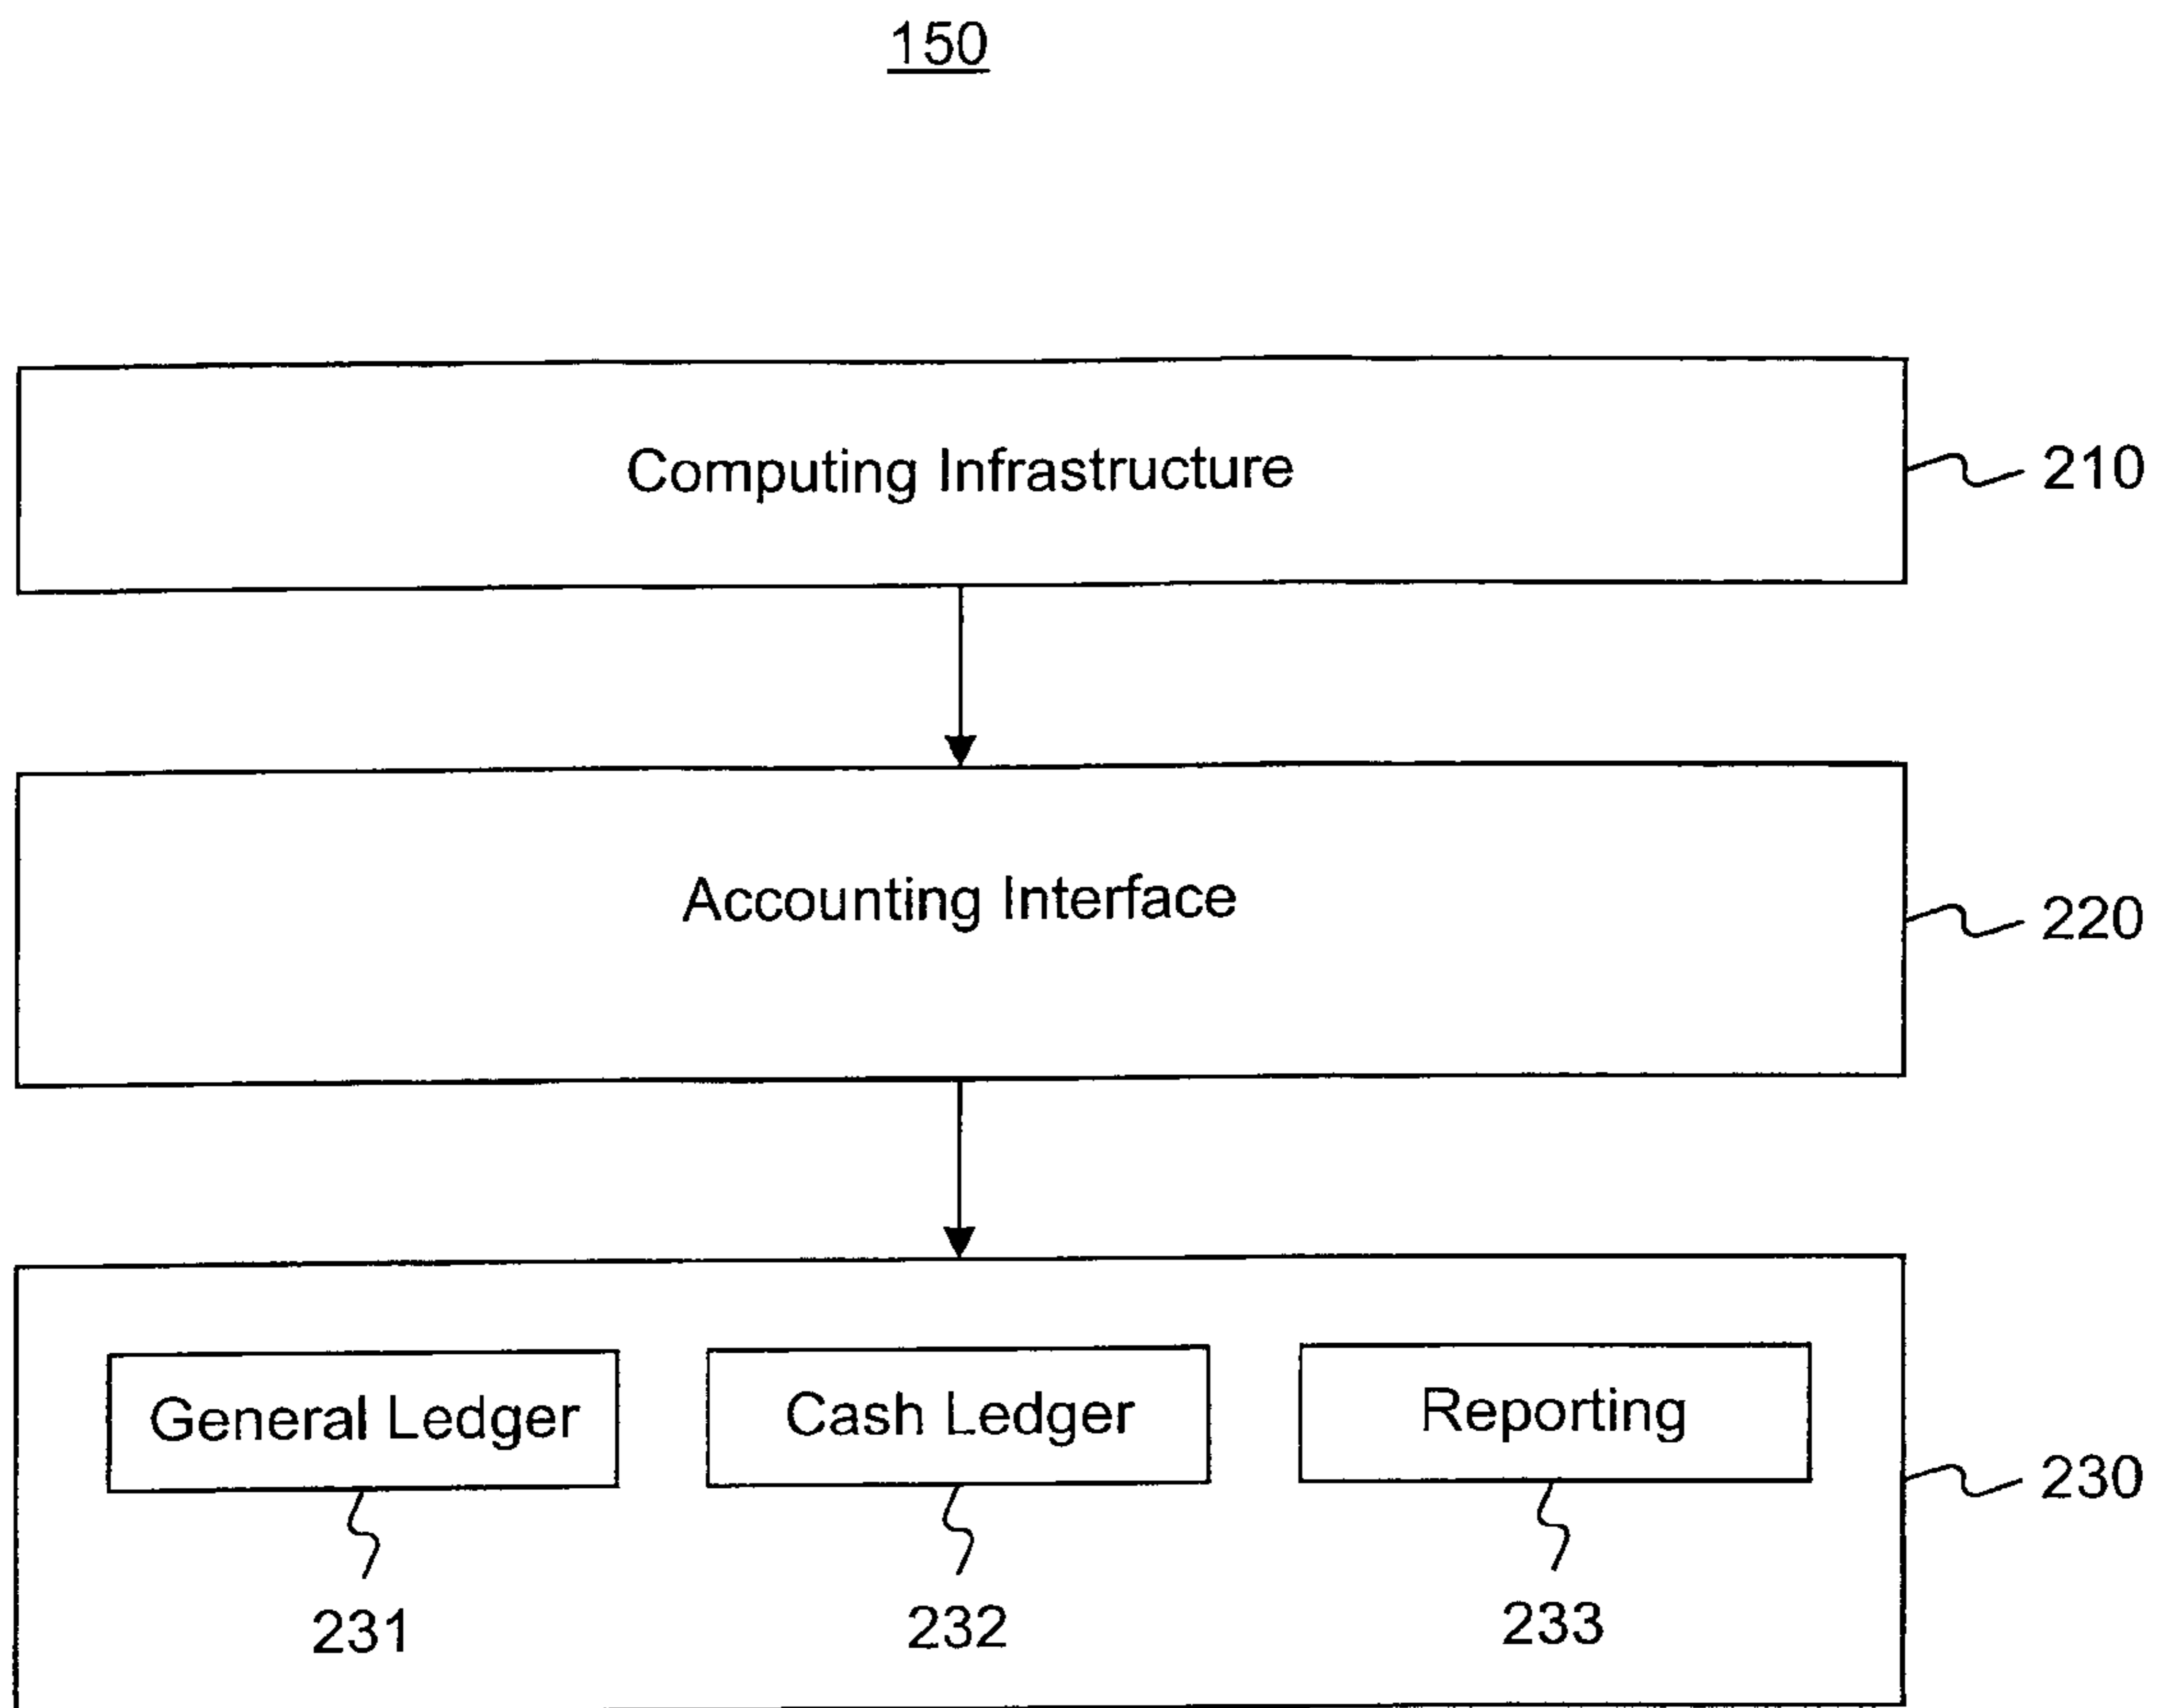 150
Computing Infrastructure
210
Accounting Interface
220
General Ledger
Cash Ledger
Reporting
230
231
232
233